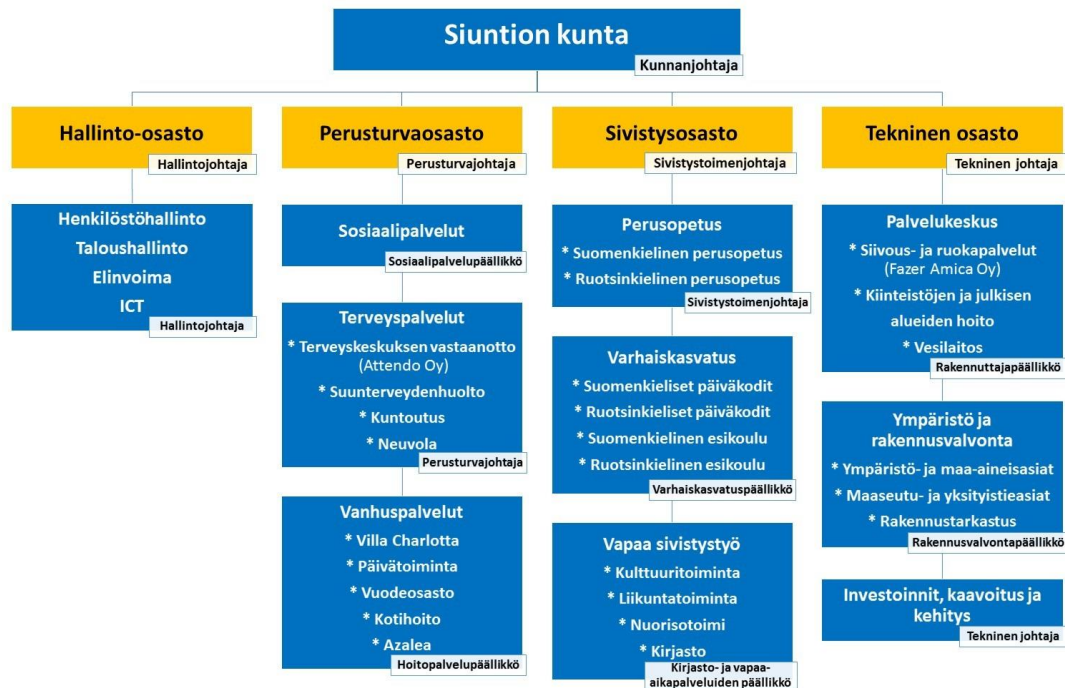 Siuntion kunta
Kunnanjohtaja
Hallinto-osasto
Hallintojohtaja
Henkilöstöhallinto
Taloushallinto
Elinvoima
ICT
Hallintojohtaja
Perusturvaosasto
Perusturvajohtaja
Sosiaalipalvelut
Sosiaalipalvelupäällikkö
Terveyspalvelut
* Terveyskeskuksen vastaanotto
(Attendo Oy)
* Suunterveydenhuolto
* Kuntoutus
* Neuvola
Perusturvajohtaja
Vanhuspalvelut
* Villa Charlotta
* Päivätoiminta
* Vuodeosasto
* Kotihoito
* Azalea
Hoitopalvelupäällikkö
Sivistysosasto
Sivistystoimenjohtaja
Perusopetus
* Suomenkielinen perusopetus
* Ruotsinkielinen perusopetus
Sivistystoimenjohtaja
Varhaiskasvatus
* Suomenkieliset päiväkodit
* Ruotsinkieliset päiväkodit
* Suomenkielinen esikoulu
* Ruotsinkielinen esikoulu
Varhaiskasvatuspäällikkö
Vapaa sivistystyö
* Kulttuuritoiminta
* Liikuntatoiminta
* Nuorisotoimi
* Kirjasto
Kirjasto- ja vapaa-
aikapalveluiden päällikkö
Tekninen osasto
Tekninen johtaja
Palvelukeskus
* Siivous- ja ruokapalvelut
(Fazer Amica Oy)
* Kiinteistöjen ja julkisen
alueiden hoito
* Vesilaitos
Rakennuttajapäällikkö
Ympäristö ja
rakennusvalvonta
* Ympäristö- ja maa-aineisasiat
* Maaseutu- ja yksityistieasiat
* Rakennustarkastus
Rakennusvalvontapäällikkö
Investoinnit, kaavoitus ja
kehitys
Tekninen johtaja